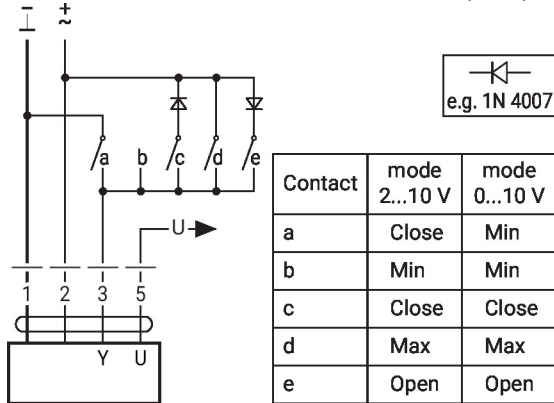 − +
⊥ ~
e.g. 1N 4007
a b c d e
U
1 2 3 5
Y U
Contact mode 2...10 V mode 0...10 V
a Close Min
b Min Min
c Close Close
d Max Max
e Open Open